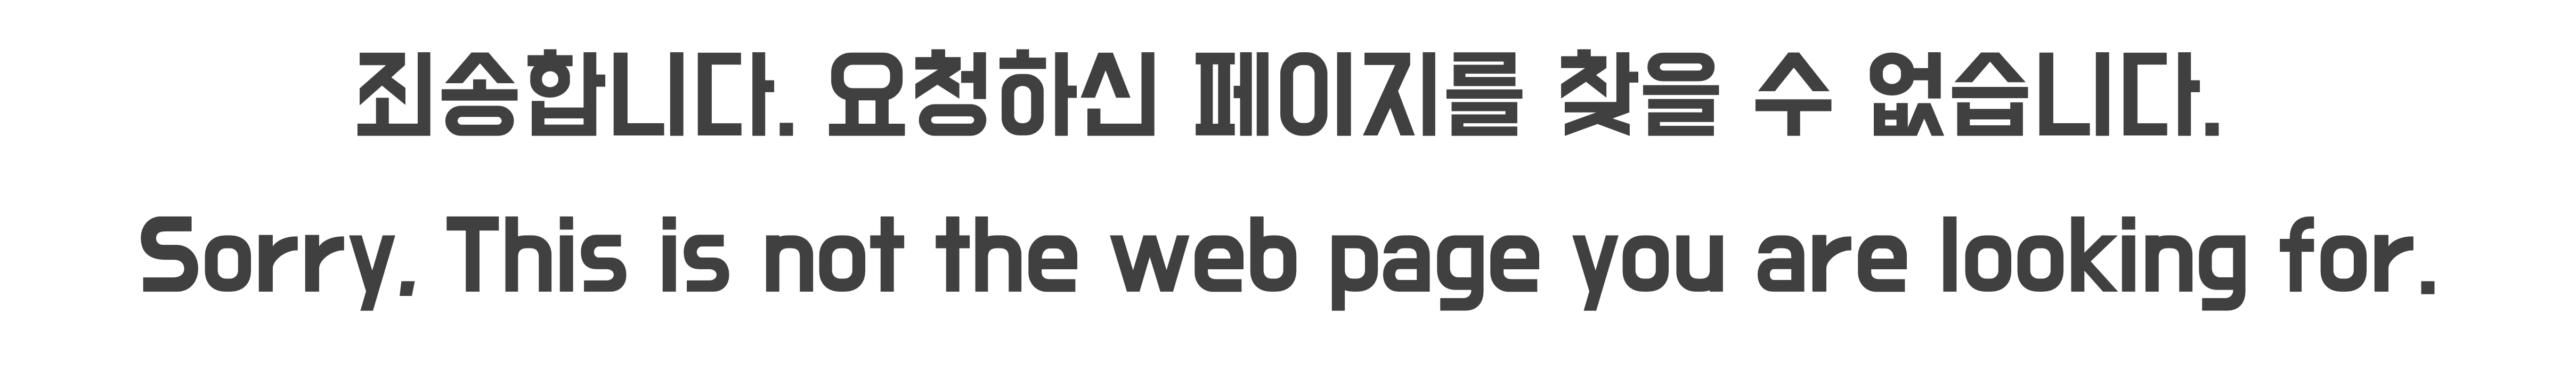 죄송합니다. 요청하신 페이지를 찾을 수 없습니다.
Sorry, This is not the web page you are looking for.